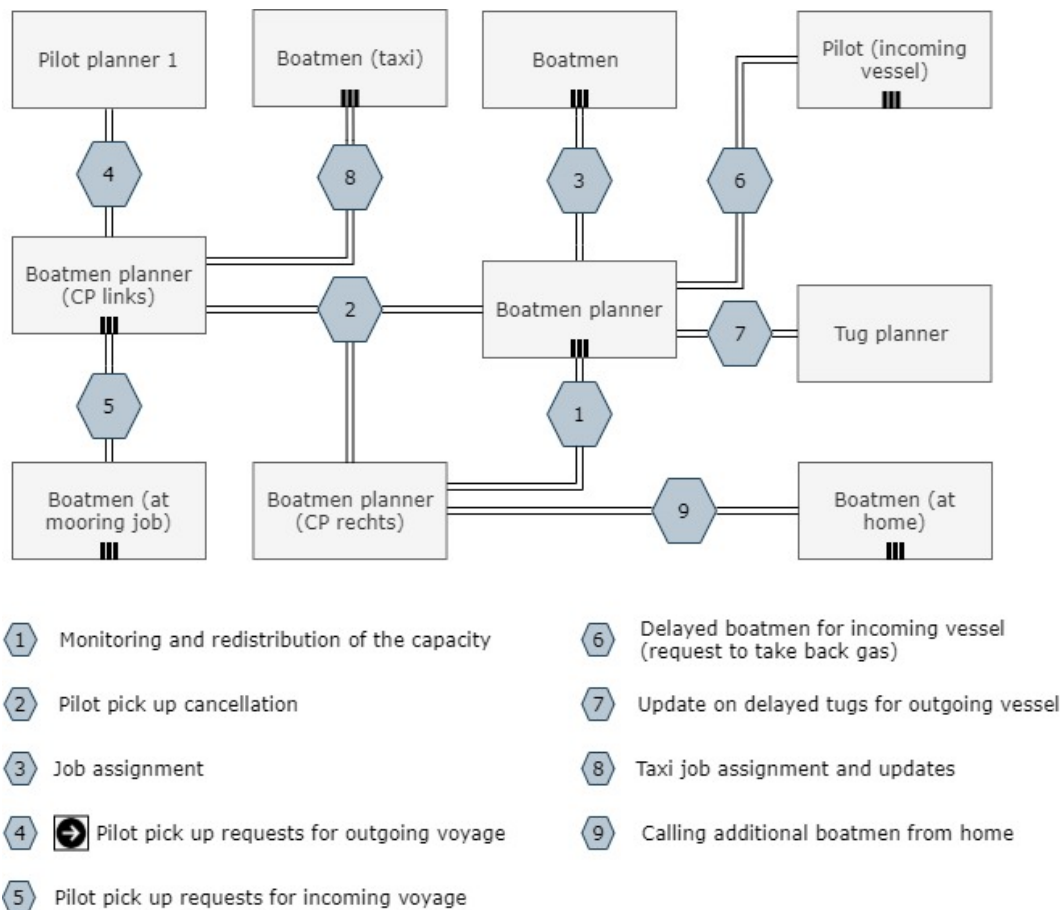 Pilot planner 1
Boatmen (taxi)
Boatmen
Pilot (incoming
vessel)
4
8
3
6
Boatmen planner
(CP links)
2
Boatmen planner
7
Tug planner
5
1
Boatmen (at
mooring job)
Boatmen planner
(CP rechts)
9
Boatmen (at
home)
1 Monitoring and redistribution of the capacity
2 Pilot pick up cancellation
3 Job assignment
4 Pilot pick up requests for outgoing voyage
5 Pilot pick up requests for incoming voyage
6 Delayed boatmen for incoming vessel
(request to take back gas)
7 Update on delayed tugs for outgoing vessel
8 Taxi job assignment and updates
9 Calling additional boatmen from home